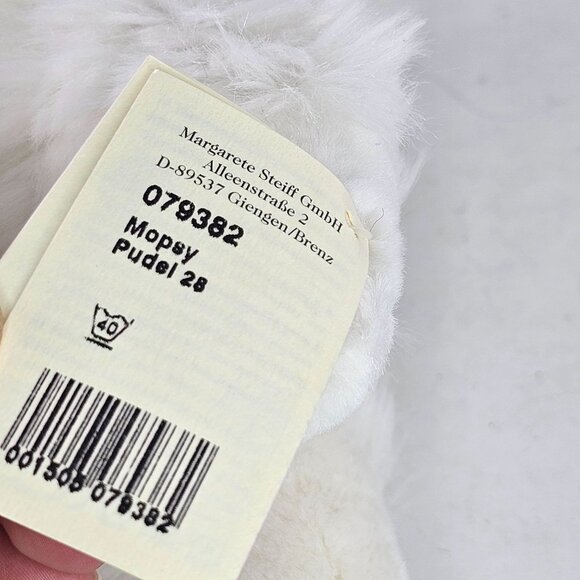 Margarete Steiff GmbH
Alleenstraße 2
D-89537 Giengen/Brenz
079382
Mopsy
Pudel 28
40
001505 079382